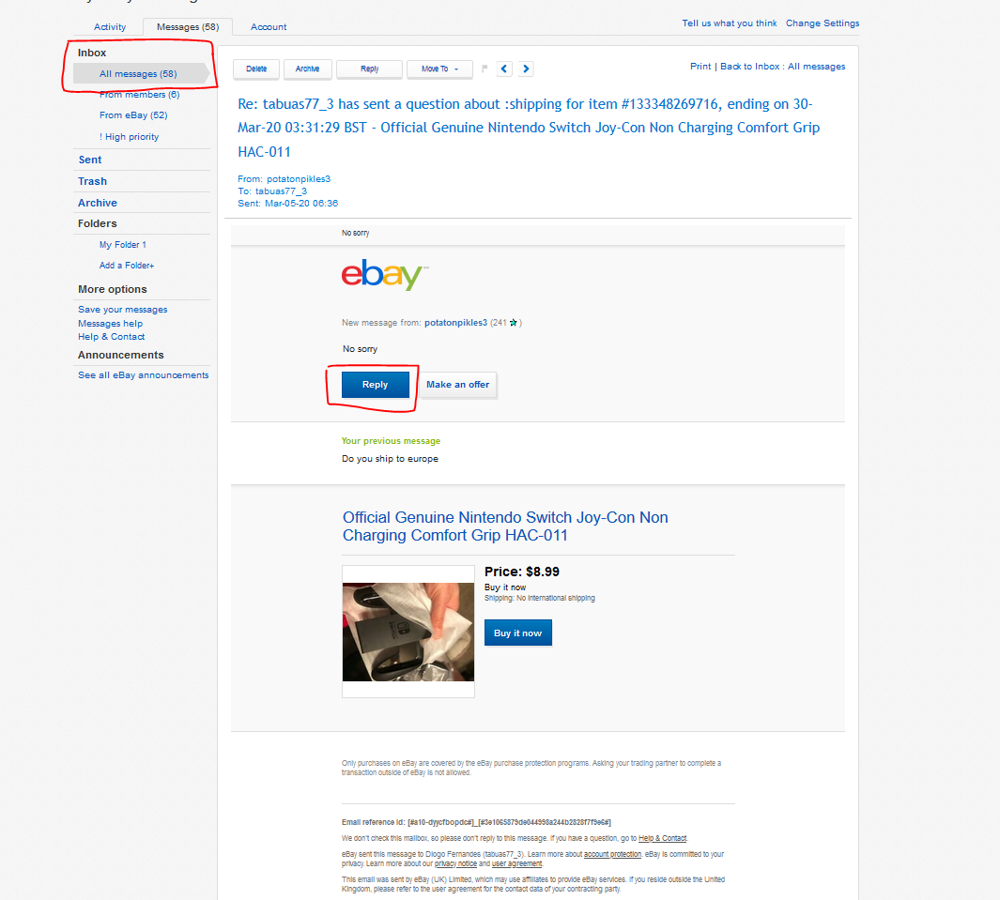 Activity
Messages (58)
Account
Tell us what you think
Change Settings
Inbox
All messages (58)
From members (6)
From eBay (52)
! High priority
Sent
Trash
Archive
Folders
My Folder 1
Add a Folder+
More options
Save your messages
Messages help
Help & Contact
Announcements
See all eBay announcements
Delete
Archive
Reply
Move To
Print | Back to Inbox : All messages
Re: tabuas77_3 has sent a question about :shipping for item #133348269716, ending on 30-
Mar-20 03:31:29 BST - Official Genuine Nintendo Switch Joy-Con Non Charging Comfort Grip
HAC-011
From: potatonpikles3
To: tabuas77_3
Sent: Mar-05-20 06:36
No sorry
ebay™
New message from: potatonpikles3 (241 )
No sorry
Reply
Make an offer
Your previous message
Do you ship to europe
Official Genuine Nintendo Switch Joy-Con Non
Charging Comfort Grip HAC-011
Price: $8.99
Buy it now
Shipping: No international shipping
Buy it now
Only purchases on eBay are covered by the eBay purchase protection programs. Asking your trading partner to complete a
transaction outside of eBay is not allowed.
Email reference id: [#a10-dyycfbopdc#]_[#3e1065879de044998a244b2828f7f9e6#]
We don't check this mailbox, so please don't reply to this message. If you have a question, go to Help & Contact.
eBay sent this message to Diogo Fernandes (tabuas77_3). Learn more about account protection. eBay is committed to your
privacy. Learn more about our privacy notice and user agreement.
This email was sent by eBay (UK) Limited, which may use affiliates to provide eBay services. If you reside outside the United
Kingdom, please refer to the user agreement for the contact data of your contracting party.